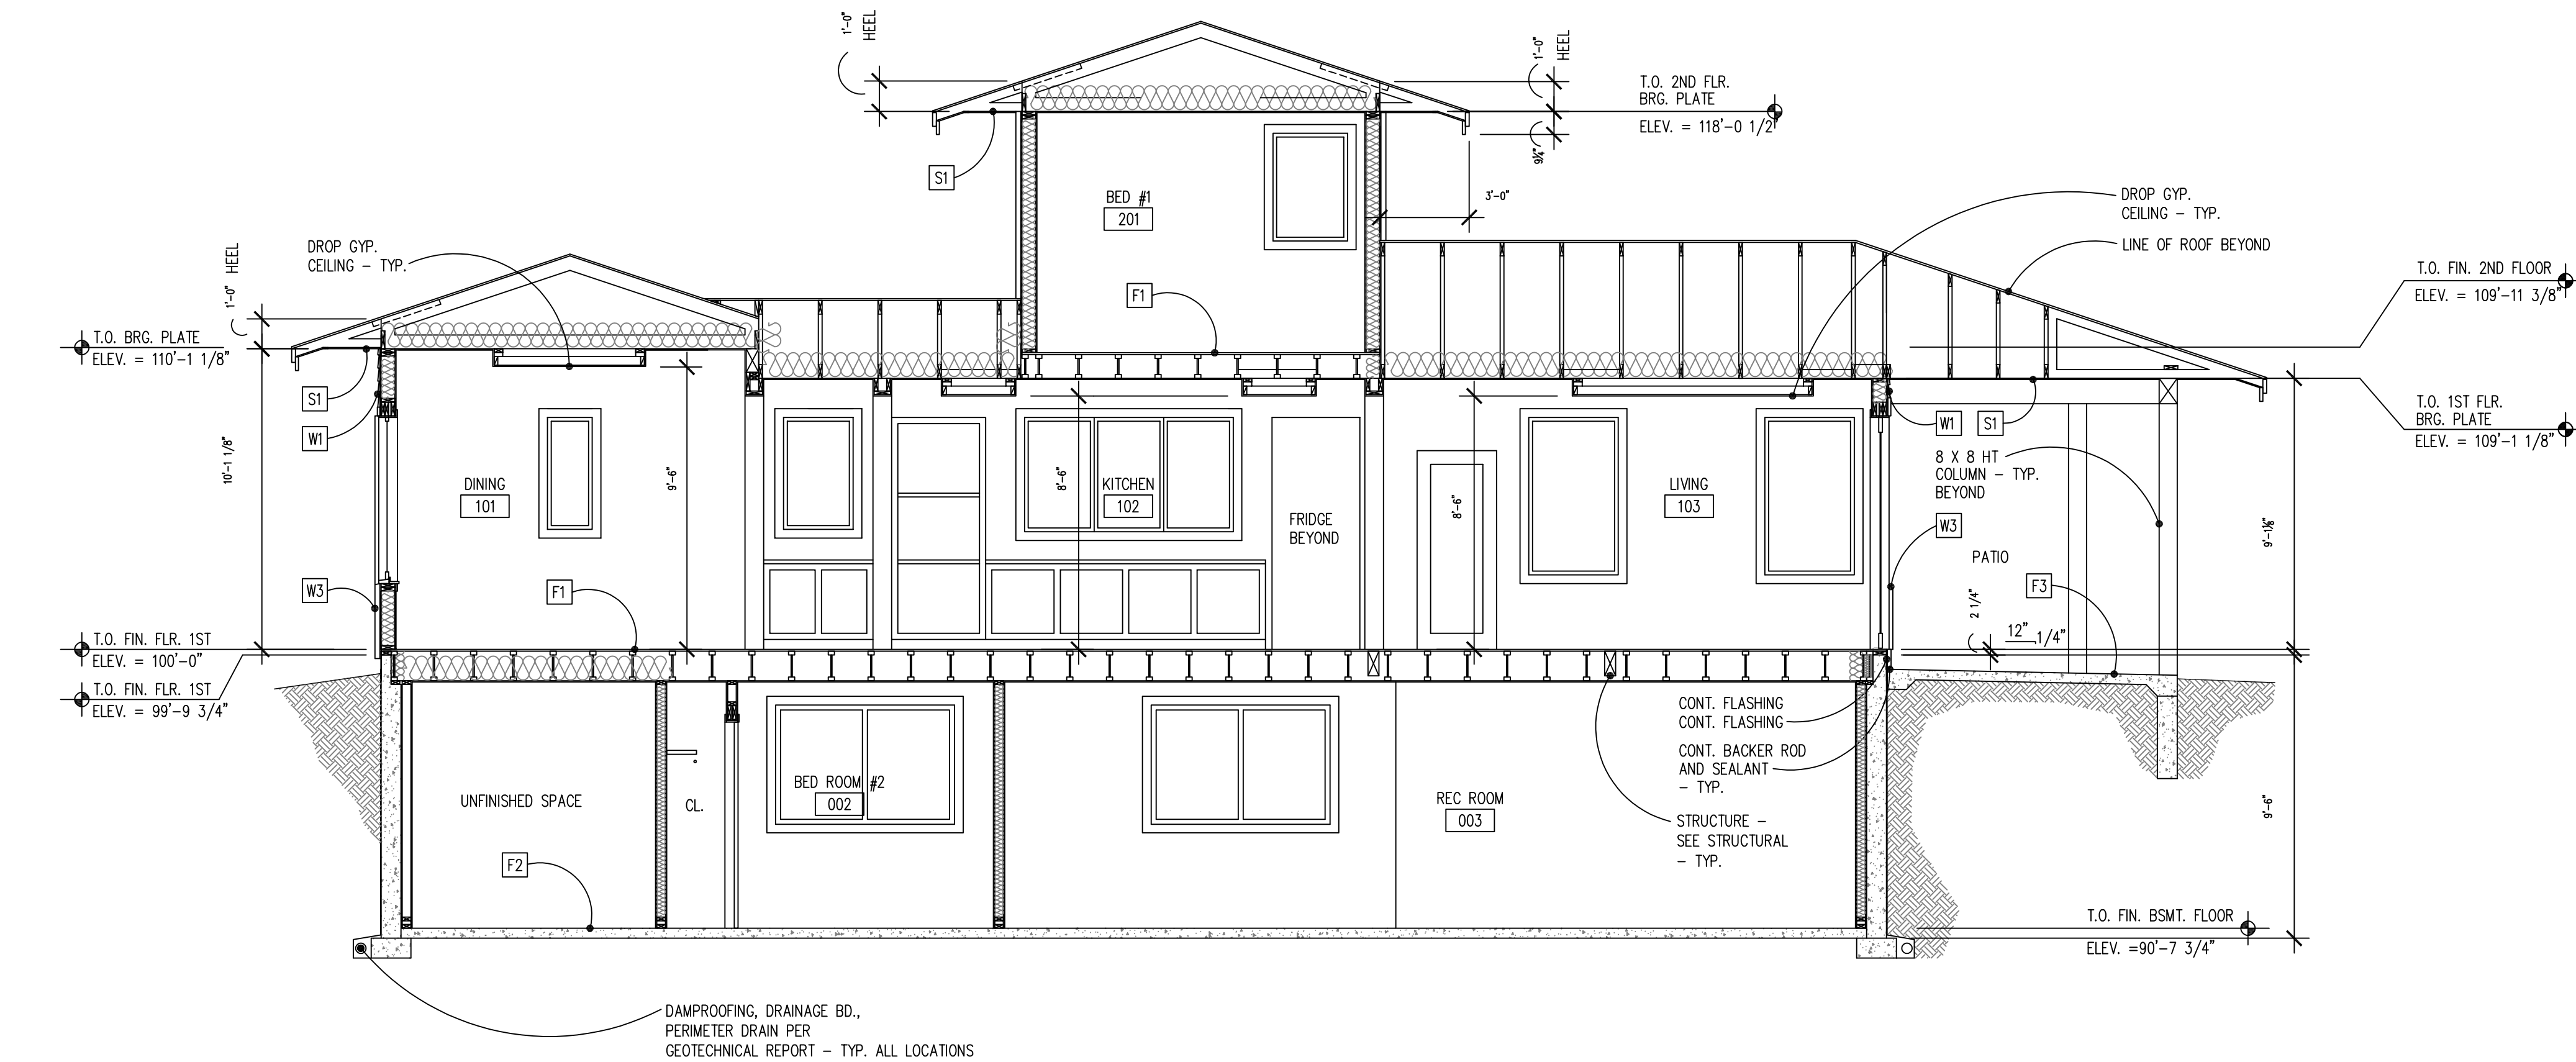 1'-0"
HEEL
1'-0"
HEEL
T.O. 2ND FLR.
BRG. PLATE
ELEV. = 118'-0 1/2"
9¼"
S1
BED #1
201
3'-0"
DROP GYP.
CEILING - TYP.
LINE OF ROOF BEYOND
1'-0" HEEL
DROP GYP.
CEILING - TYP.
F1
T.O. FIN. 2ND FLOOR
ELEV. = 109'-11 3/8"
T.O. BRG. PLATE
ELEV. = 110'-1 1/8"
S1
W1
T.O. 1ST FLR.
BRG. PLATE
ELEV. = 109'-1 1/8"
W1
S1
10'-1 1/8"
8 X 8 HT
COLUMN - TYP.
BEYOND
DINING
101
9'-6"
8'-6"
KITCHEN
102
FRIDGE
BEYOND
8'-6"
LIVING
103
W3
9'-1⅛"
PATIO
W3
F1
F3
2 1/4"
12"
1/4"
T.O. FIN. FLR. 1ST
ELEV. = 100'-0"
T.O. FIN. FLR. 1ST
ELEV. = 99'-9 3/4"
CONT. FLASHING
CONT. FLASHING
CONT. BACKER ROD
AND SEALANT
- TYP.
UNFINISHED SPACE
CL.
BED ROOM #2
002
REC ROOM
003
STRUCTURE -
SEE STRUCTURAL
- TYP.
9'-6"
F2
T.O. FIN. BSMT. FLOOR
ELEV. =90'-7 3/4"
DAMPROOFING, DRAINAGE BD.,
PERIMETER DRAIN PER
GEOTECHNICAL REPORT - TYP. ALL LOCATIONS